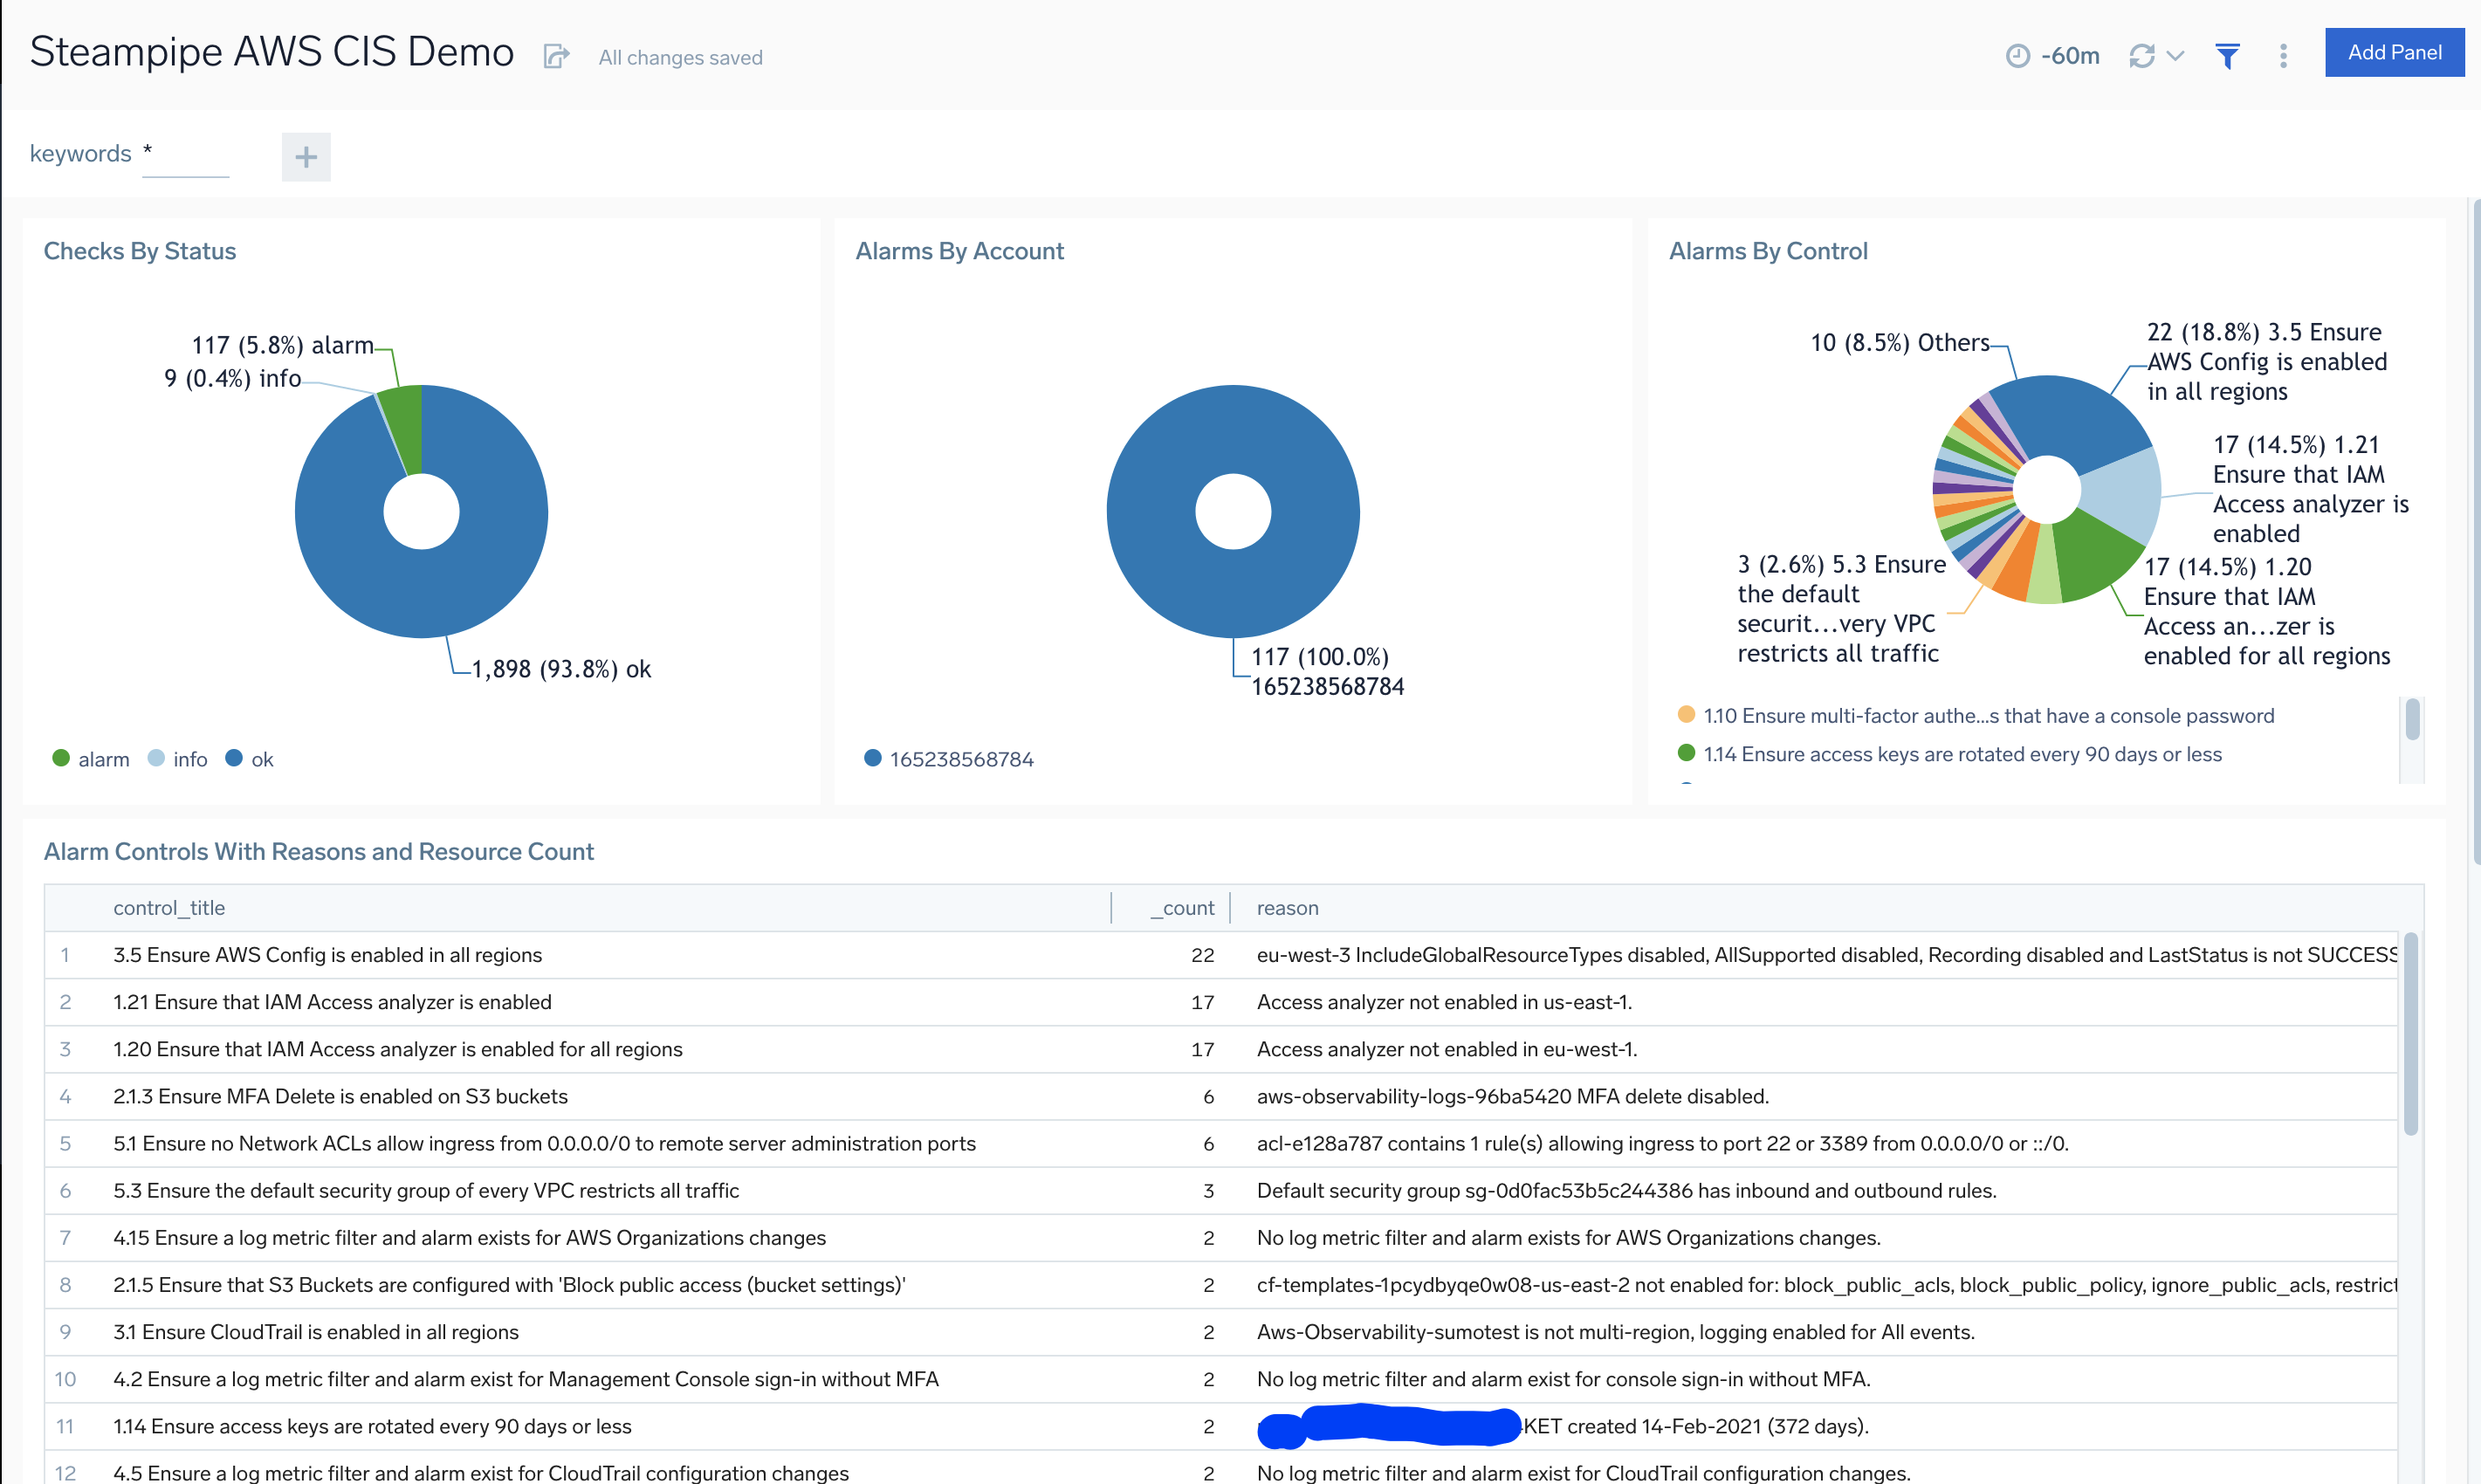 Steampipe AWS CIS Demo
All changes saved
-60m
Add Panel
keywords *
Checks By Status
117 (5.8%) alarm
9 (0.4%) info
1,898 (93.8%) ok
alarm info ok
Alarms By Account
117 (100.0%)
165238568784
165238568784
Alarms By Control
10 (8.5%) Others
22 (18.8%) 3.5 Ensure
AWS Config is enabled
in all regions
17 (14.5%) 1.21
Ensure that IAM
Access analyzer is
enabled
17 (14.5%) 1.20
Ensure that IAM
Access an...zer is
enabled for all regions
3 (2.6%) 5.3 Ensure
the default
securit...very VPC
restricts all traffic
1.10 Ensure multi-factor authe...s that have a console password
1.14 Ensure access keys are rotated every 90 days or less
Alarm Controls With Reasons and Resource Count
control_title _count reason
1 3.5 Ensure AWS Config is enabled in all regions 22 eu-west-3 IncludeGlobalResourceTypes disabled, AllSupported disabled, Recording disabled and LastStatus is not SUCCESS
2 1.21 Ensure that IAM Access analyzer is enabled 17 Access analyzer not enabled in us-east-1.
3 1.20 Ensure that IAM Access analyzer is enabled for all regions 17 Access analyzer not enabled in eu-west-1.
4 2.1.3 Ensure MFA Delete is enabled on S3 buckets 6 aws-observability-logs-96ba5420 MFA delete disabled.
5 5.1 Ensure no Network ACLs allow ingress from 0.0.0.0/0 to remote server administration ports 6 acl-e128a787 contains 1 rule(s) allowing ingress to port 22 or 3389 from 0.0.0.0/0 or ::/0.
6 5.3 Ensure the default security group of every VPC restricts all traffic 3 Default security group sg-0d0fac53b5c244386 has inbound and outbound rules.
7 4.15 Ensure a log metric filter and alarm exists for AWS Organizations changes 2 No log metric filter and alarm exists for AWS Organizations changes.
8 2.1.5 Ensure that S3 Buckets are configured with 'Block public access (bucket settings)' 2 cf-templates-1pcydbyqe0w08-us-east-2 not enabled for: block_public_acls, block_public_policy, ignore_public_acls, restrict
9 3.1 Ensure CloudTrail is enabled in all regions 2 Aws-Observability-sumotest is not multi-region, logging enabled for All events.
10 4.2 Ensure a log metric filter and alarm exist for Management Console sign-in without MFA 2 No log metric filter and alarm exist for console sign-in without MFA.
11 1.14 Ensure access keys are rotated every 90 days or less 2 KET created 14-Feb-2021 (372 days).
12 4.5 Ensure a log metric filter and alarm exist for CloudTrail configuration changes 2 No log metric filter and alarm exist for CloudTrail configuration changes.